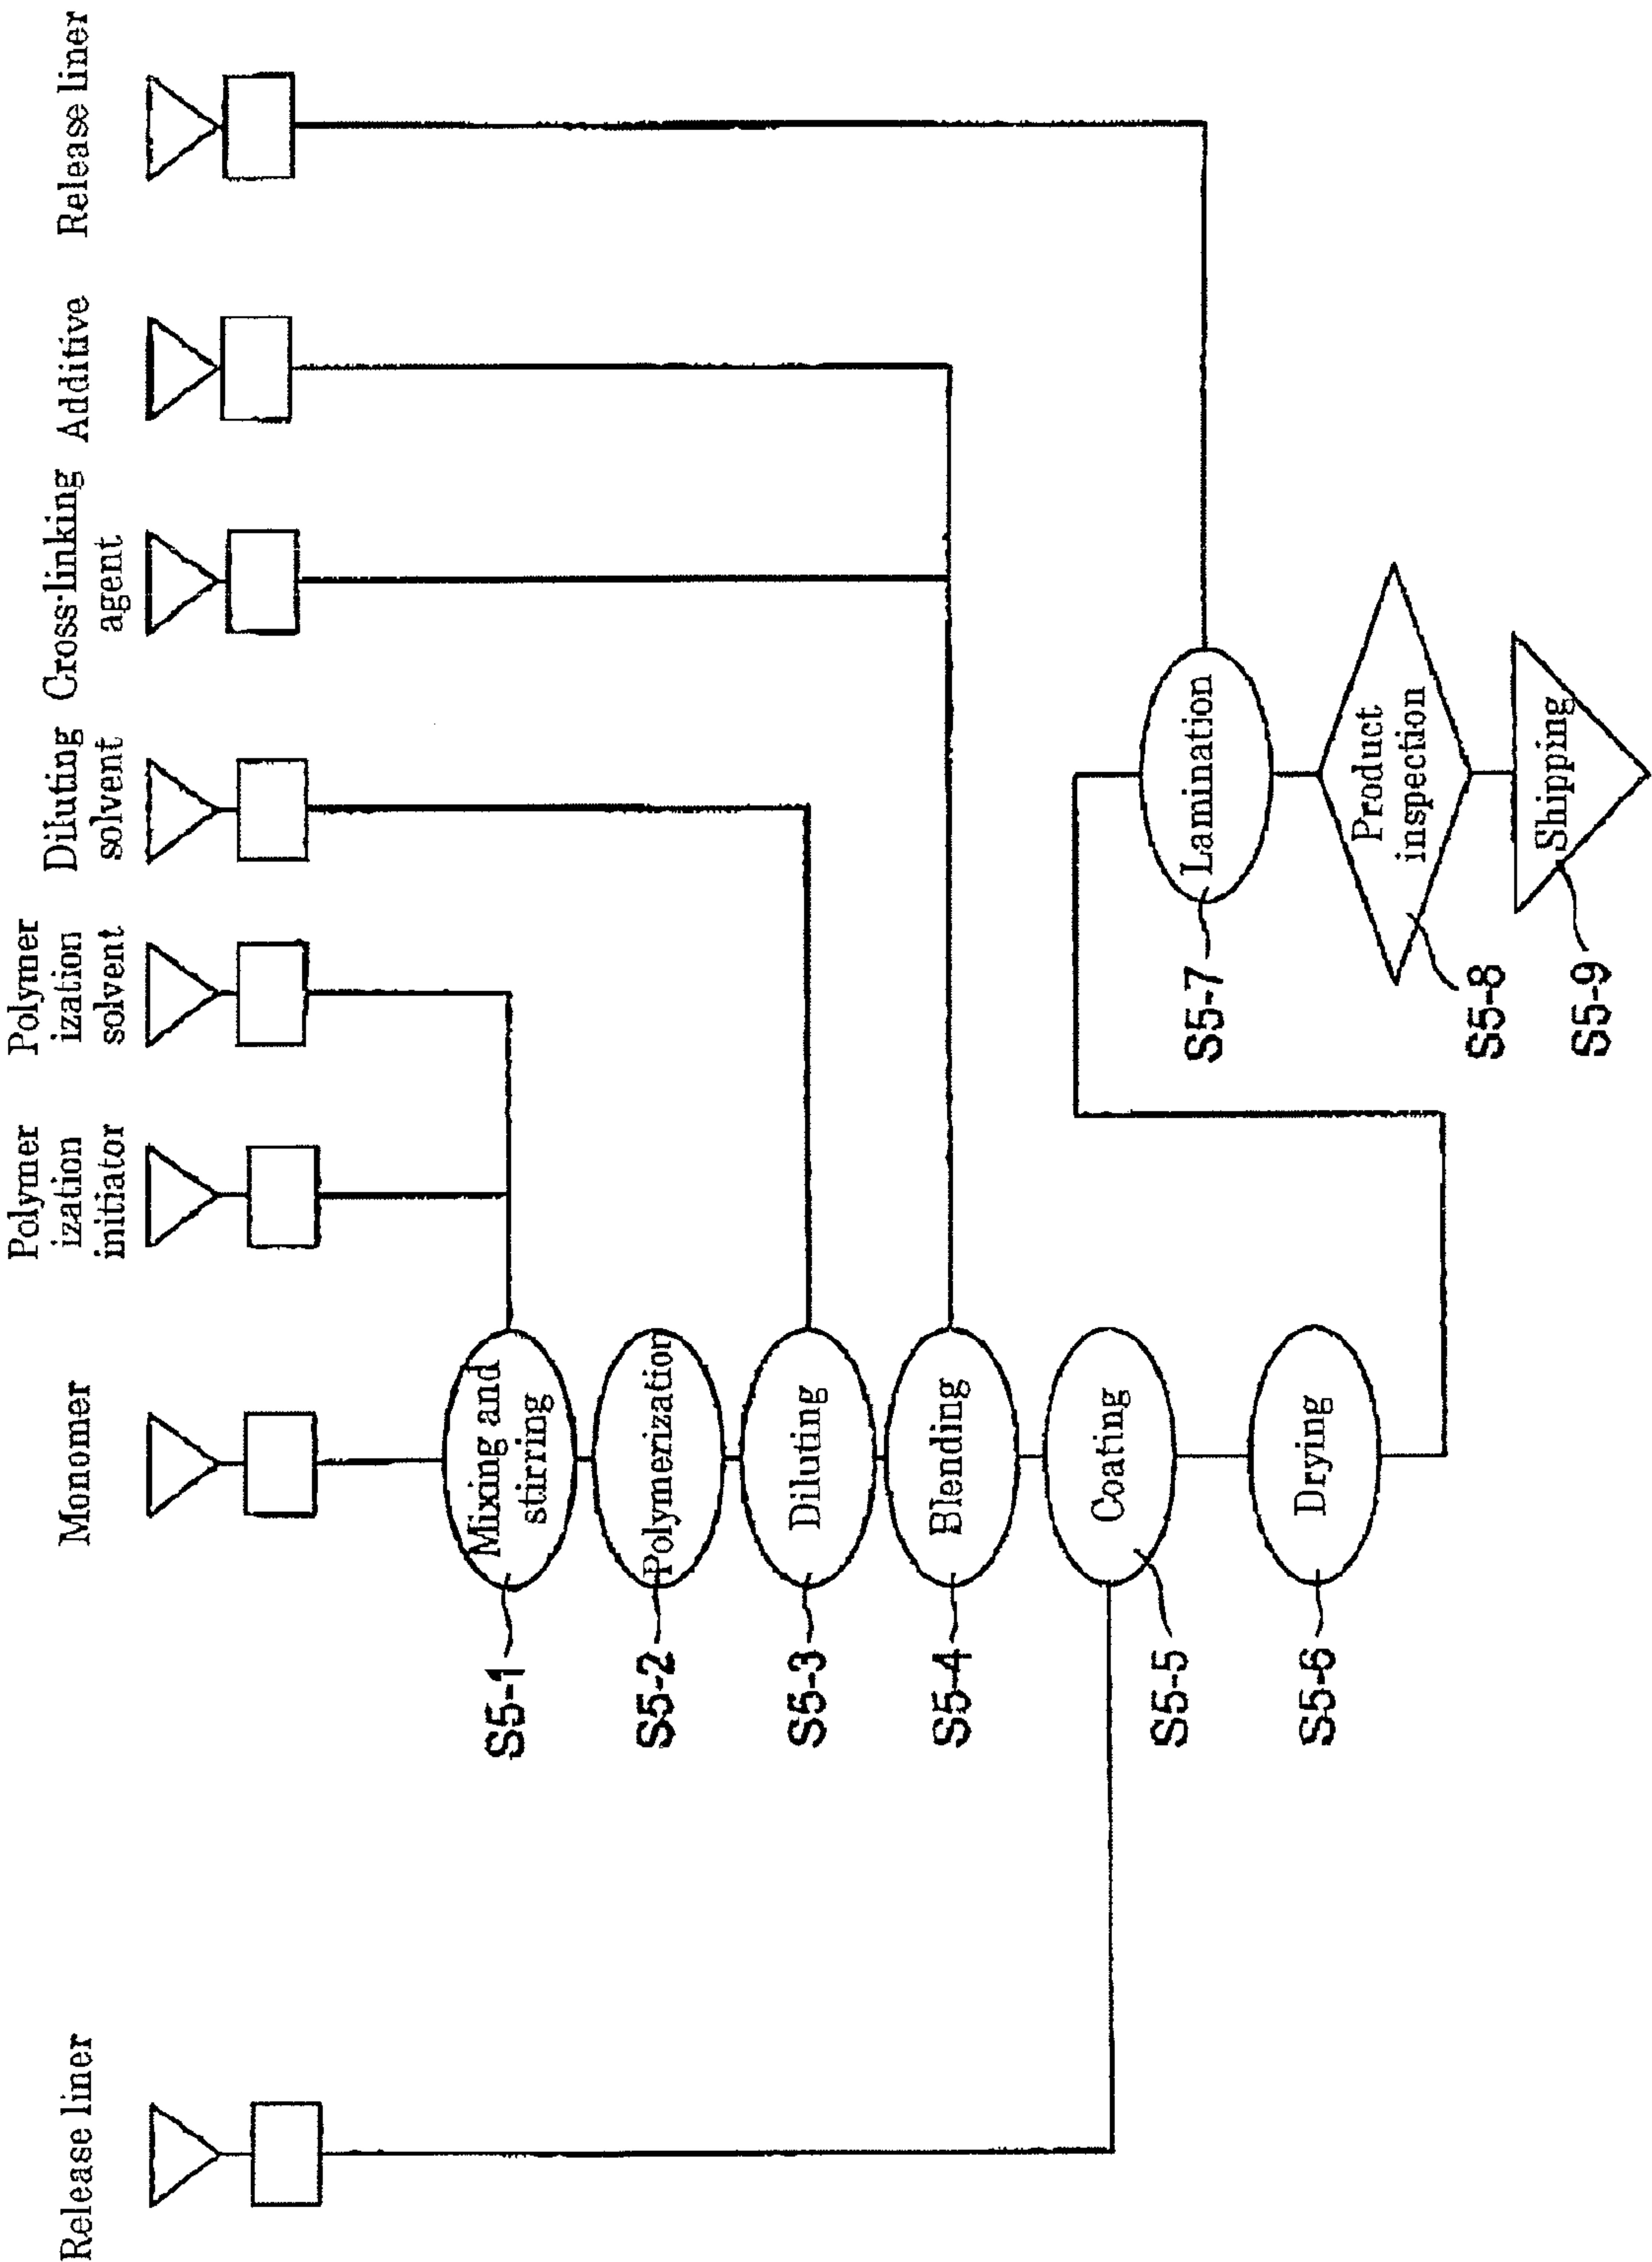 Release liner
Monomer
Polymer
ization
initiator
Polymer
ization
solvent
Diluting
solvent
Cross-linking
agent
Additive
Release liner
S5-1
Mixing and
stirring
S5-2
Polymerization
S5-3
Diluting
S5-4
Blending
S5-5
Coating
S5-6
Drying
S5-7
Lamination
S5-8
Product
inspection
S5-9
Shipping